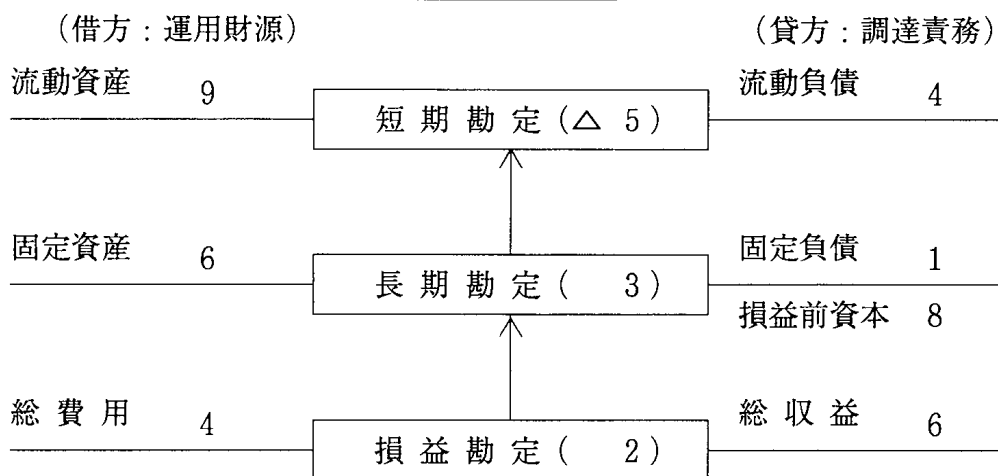 （借方：運用財源） （貸方：調達責務）
流動資産 9 短期勘定(△ 5) 流動負債 4
固定資産 6 長期勘定( 3) 固定負債 1
損益前資本 8
総費用 4 損益勘定( 2) 総収益 6